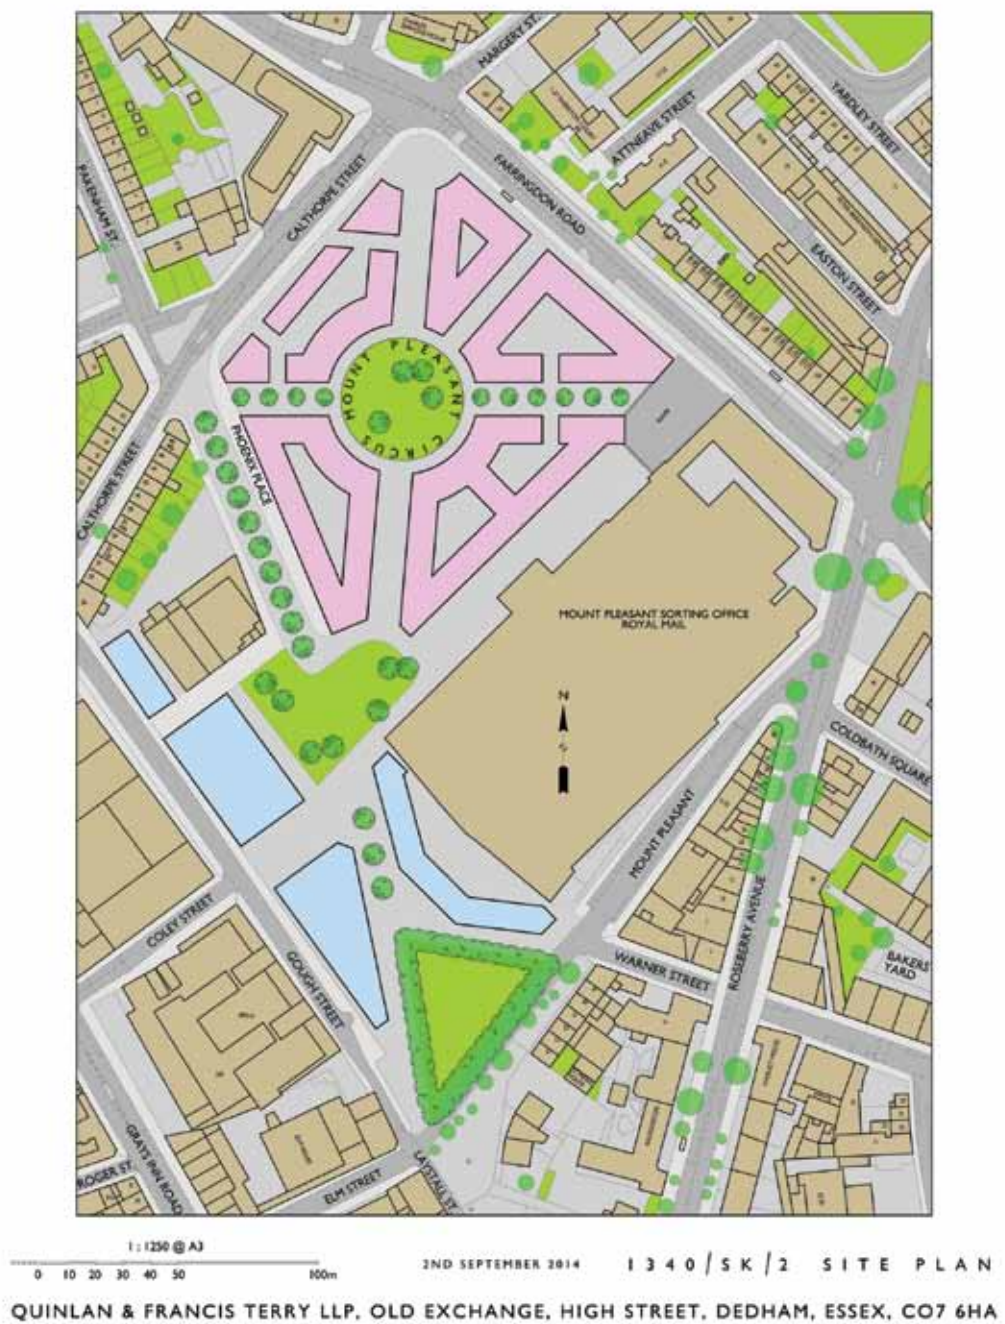 MARGERY ST.
YARDLEY STREET
ATTNEAVE STREET
CALTHORPE STREET
FARRINGDON ROAD
PAKENHAM ST.
EASTON STREET
MOUNT PLEASANT CIRCUS
PHOENIX PLACE
CALTHORPE STREET
MOUNT PLEASANT SORTING OFFICE
ROYAL MAIL
N
COLDBATH SQUARE
MOUNT PLEASANT
COLEY STREET
ROSEBERRY AVENUE
GOUGH STREET
WARNER STREET
BAKERS
YARD
GRAYS INN ROAD
ROGER ST.
ELM STREET
LAYSTALL ST.
1 : 1250 @ A3
0 10 20 30 40 50 100m
2ND SEPTEMBER 2014
1340/SK/2 SITE PLAN
QUINLAN & FRANCIS TERRY LLP, OLD EXCHANGE, HIGH STREET, DEDHAM, ESSEX, CO7 6HA